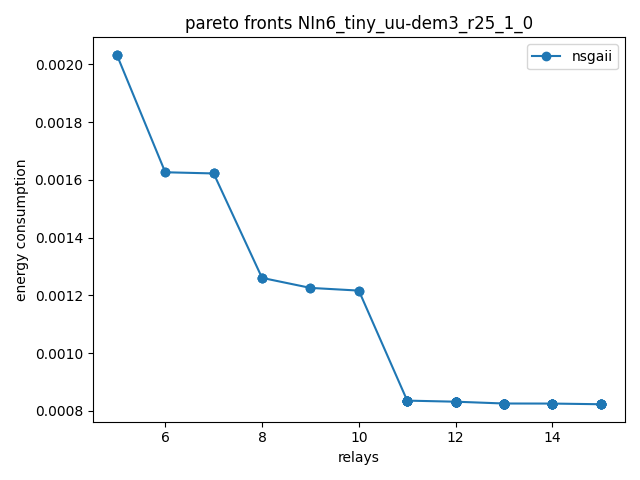 pareto fronts NIn6_tiny_uu-dem3_r25_1_0
nsgaii
energy consumption
0.0020
0.0018
0.0016
0.0014
0.0012
0.0010
0.0008
6 8 10 12 14
relays